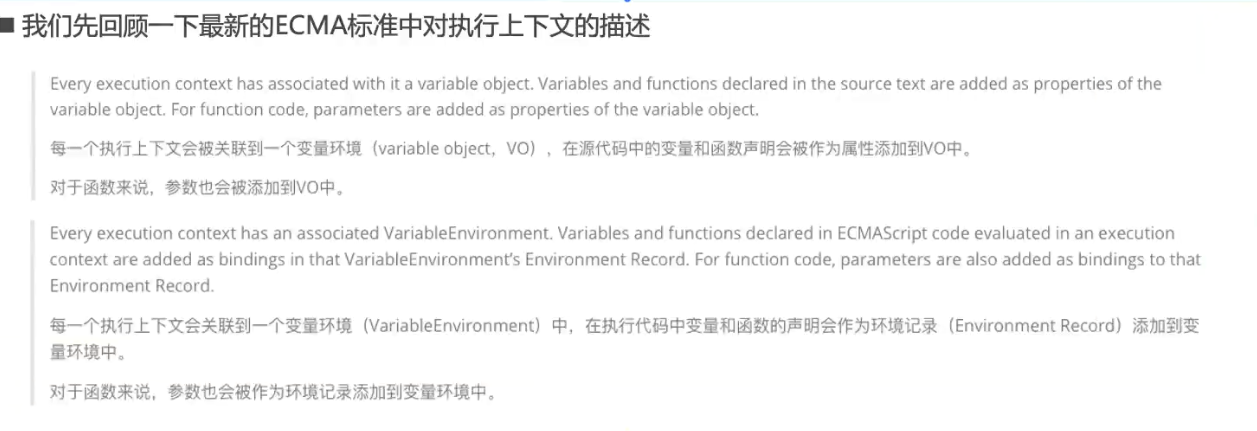 我们先回顾一下最新的ECMA标准中对执行上下文的描述
Every execution context has associated with it a variable object. Variables and functions declared in the source text are added as properties of the
variable object. For function code, parameters are added as properties of the variable object.
每一个执行上下文会被关联到一个变量环境（variable object，VO），在源代码中的变量和函数声明会被作为属性添加到VO中。
对于函数来说，参数也会被添加到VO中。
Every execution context has an associated VariableEnvironment. Variables and functions declared in ECMAScript code evaluated in an execution
context are added as bindings in that VariableEnvironment's Environment Record. For function code, parameters are also added as bindings to that
Environment Record.
每一个执行上下文会关联到一个变量环境（VariableEnvironment）中，在执行代码中变量和函数的声明会作为环境记录（Environment Record）添加到变
量环境中。
对于函数来说，参数也会被作为环境记录添加到变量环境中。